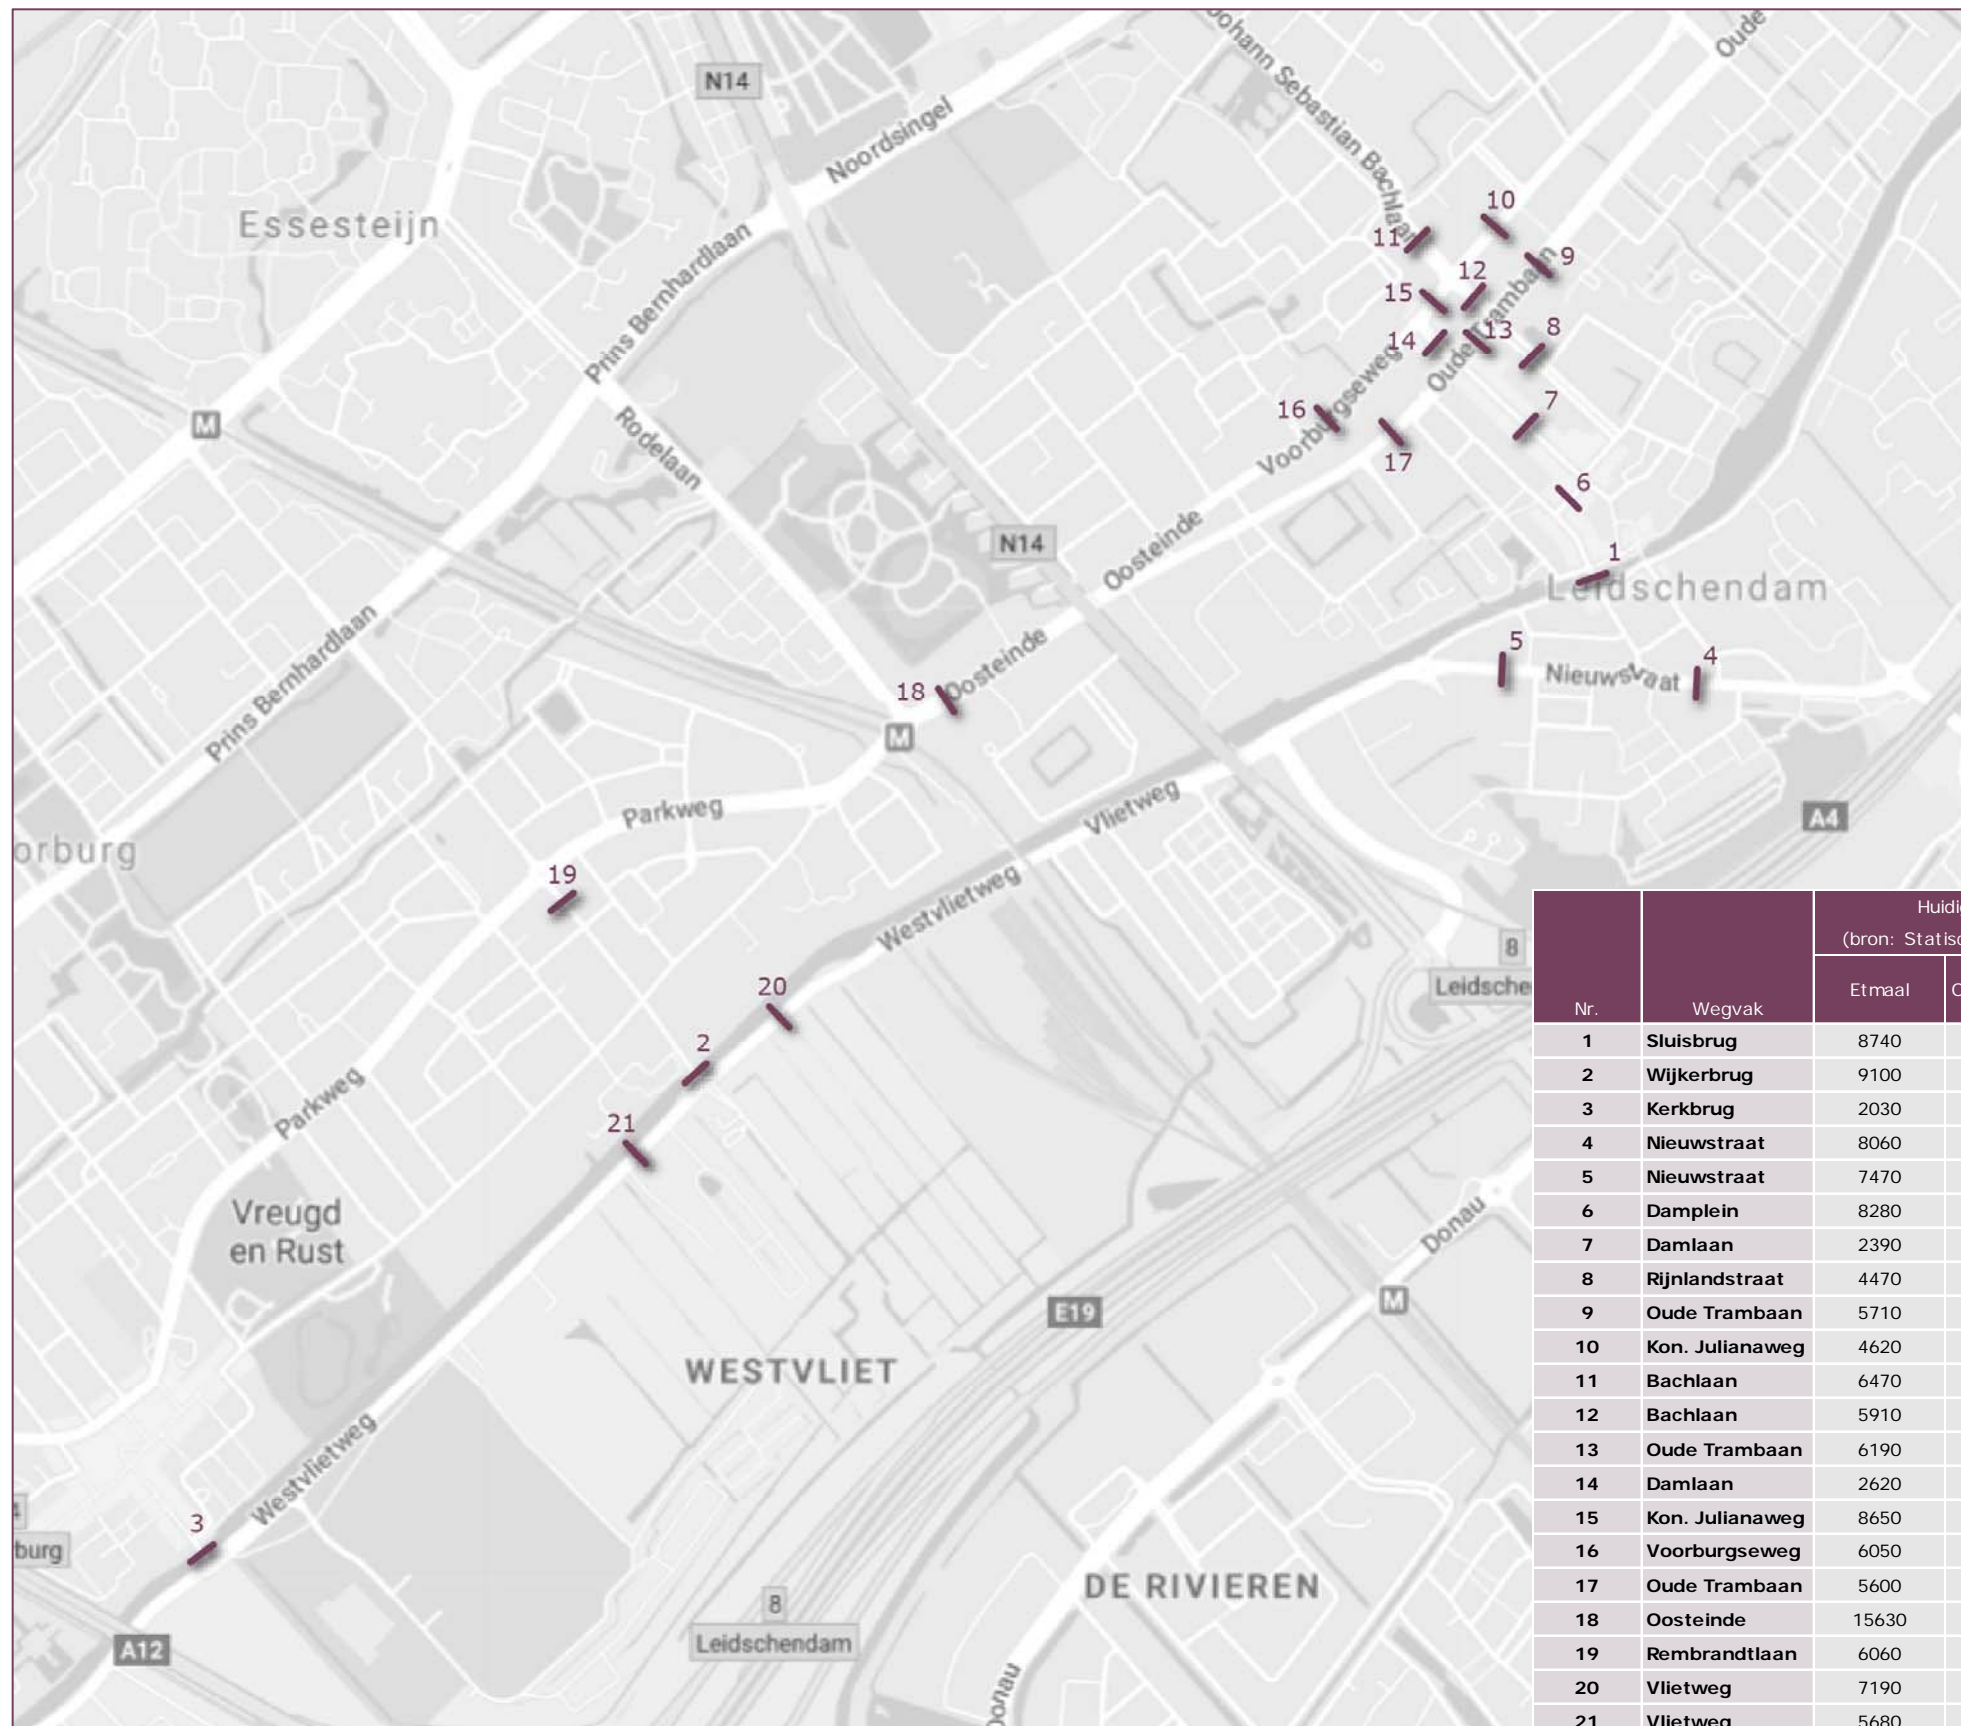 Johann Sebastian Bachlaan
Oude
N14
Noordsingel
Essesteijn
Prins Bernhardlaan
10
11
9
12
15
Oude Trambaan
13
8
14
Voorburgseweg
16
7
17
M
Rodelaan
6
N14
Oosteinde
1
Leidschendam
5
4
Nieuwstraat
Prins Bernhardlaan
18
Oosteinde
M
Parkweg
Vlietweg
A4
orburg
19
Westvlietweg
8
Leidsche
20
2
21
Parkweg
Vreugd
en Rust
Donau
M
E19
WESTVLIET
Westvlietweg
3
burg
A12
8
Leidschendam
DE RIVIEREN
Donau
Huidi
(bron: Statis
Nr. Wegvak Etmaal
1 Sluisbrug 8740
2 Wijkerbrug 9100
3 Kerkbrug 2030
4 Nieuwstraat 8060
5 Nieuwstraat 7470
6 Damplein 8280
7 Damlaan 2390
8 Rijnlandstraat 4470
9 Oude Trambaan 5710
10 Kon. Julianaweg 4620
11 Bachlaan 6470
12 Bachlaan 5910
13 Oude Trambaan 6190
14 Damlaan 2620
15 Kon. Julianaweg 8650
16 Voorburgseweg 6050
17 Oude Trambaan 5600
18 Oosteinde 15630
19 Rembrandtlaan 6060
20 Vlietweg 7190
21 Vlietweg 5680